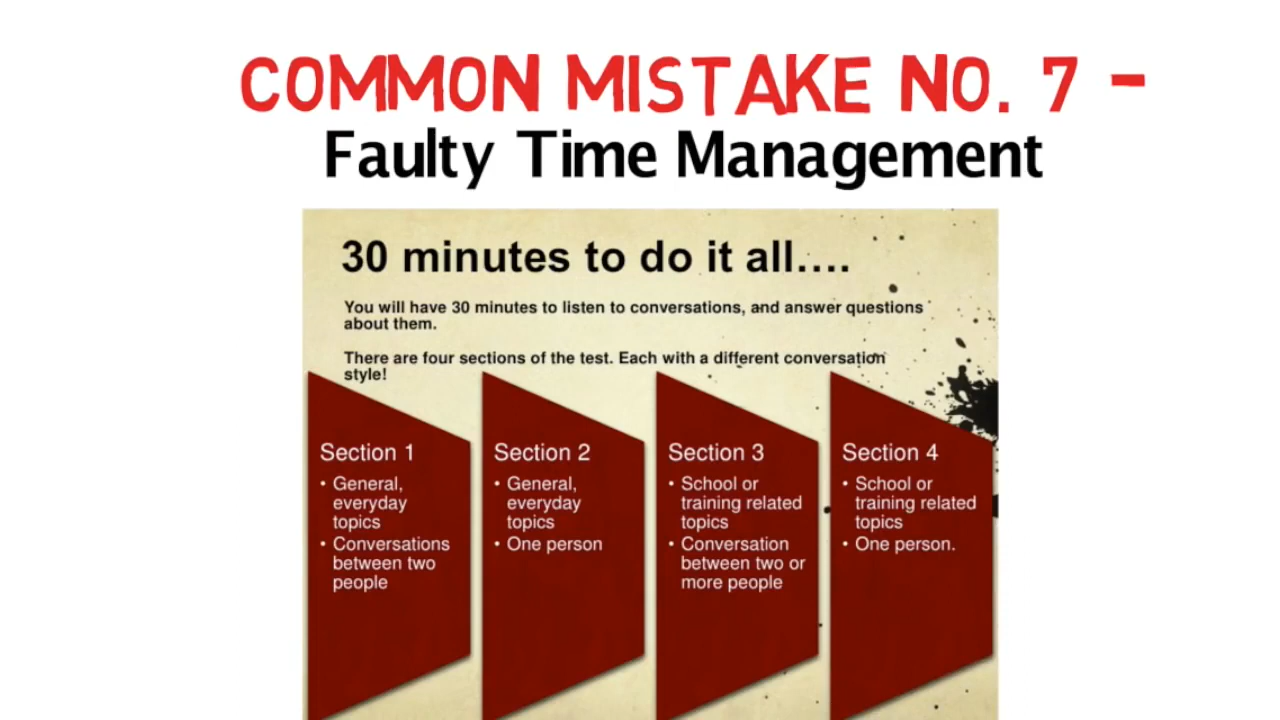 COMMON MISTAKE NO. 7 -
Faulty Time Management
30 minutes to do it all....
You will have 30 minutes to listen to conversations, and answer questions
about them.
There are four sections of the test. Each with a different conversation
style!
Section 1
• General,
everyday
topics
• Conversations
between two
people
Section 2
• General,
everyday
topics
• One person
Section 3
• School or
training related
topics
• Conversation
between two or
more people
Section 4
• School or
training related
topics
• One person.